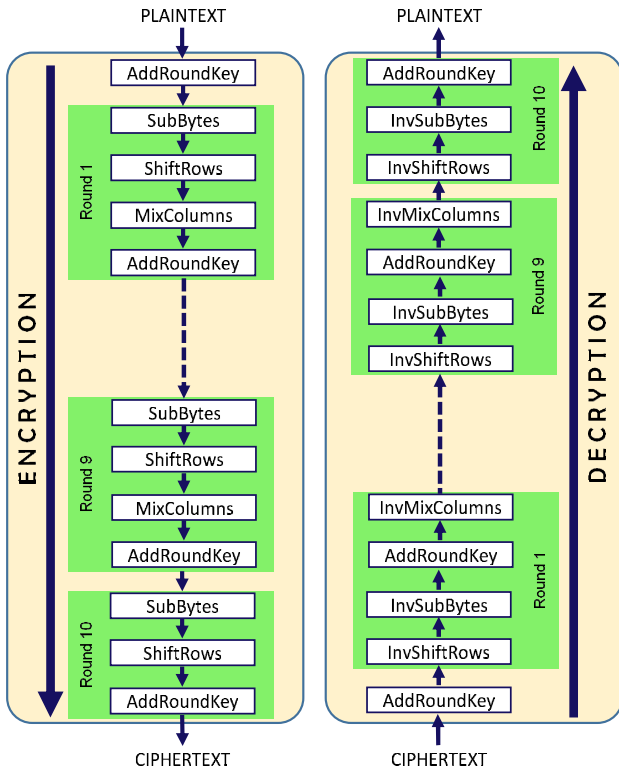 PLAINTEXT
AddRoundKey
Round 1
SubBytes
ShiftRows
MixColumns
AddRoundKey
ENCRYPTION
Round 9
SubBytes
ShiftRows
MixColumns
AddRoundKey
Round 10
SubBytes
ShiftRows
AddRoundKey
CIPHERTEXT
PLAINTEXT
AddRoundKey
InvSubBytes
InvShiftRows
Round 10
InvMixColumns
AddRoundKey
InvSubBytes
InvShiftRows
Round 9
DECRYPTION
InvMixColumns
AddRoundKey
InvSubBytes
InvShiftRows
Round 1
AddRoundKey
CIPHERTEXT